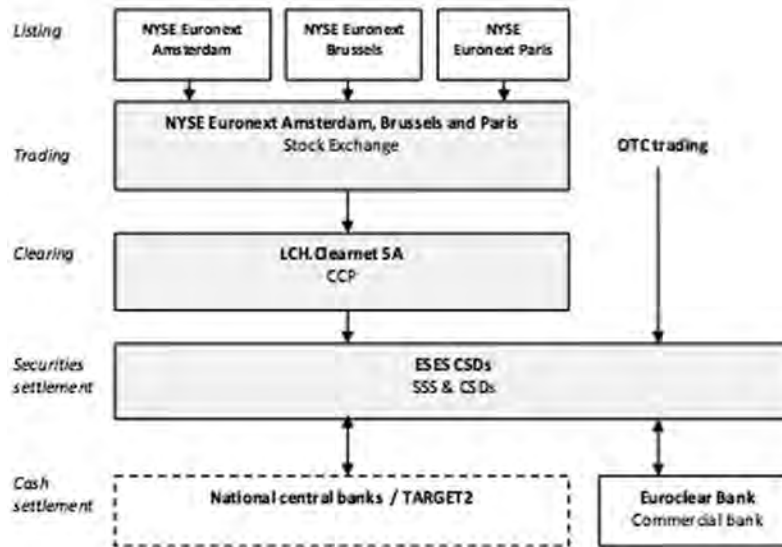 Listing
NYSE Euronext
Amsterdam
NYSE Euronext
Brussels
NYSE
Euronext Paris
Trading
NYSE Euronext Amsterdam, Brussels and Paris
Stock Exchange
OTC trading
Clearing
LCH.Clearnet SA
CCP
Securities
settlement
ESES CSDs
SSS & CSDs
Cash
settlement
National central banks / TARGET2
Euroclear Bank
Commercial bank